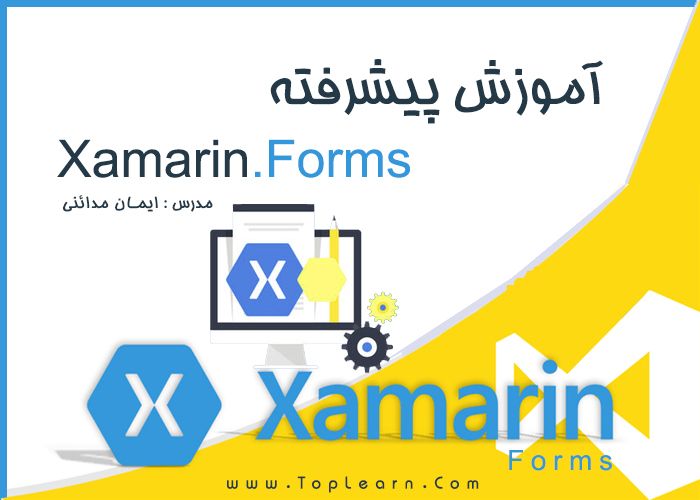 آموزش پیشرفته
Xamarin.Forms
مدرس : ایمان مدائنی
X
X
Xamarin
Forms
www.TopLearn.Com